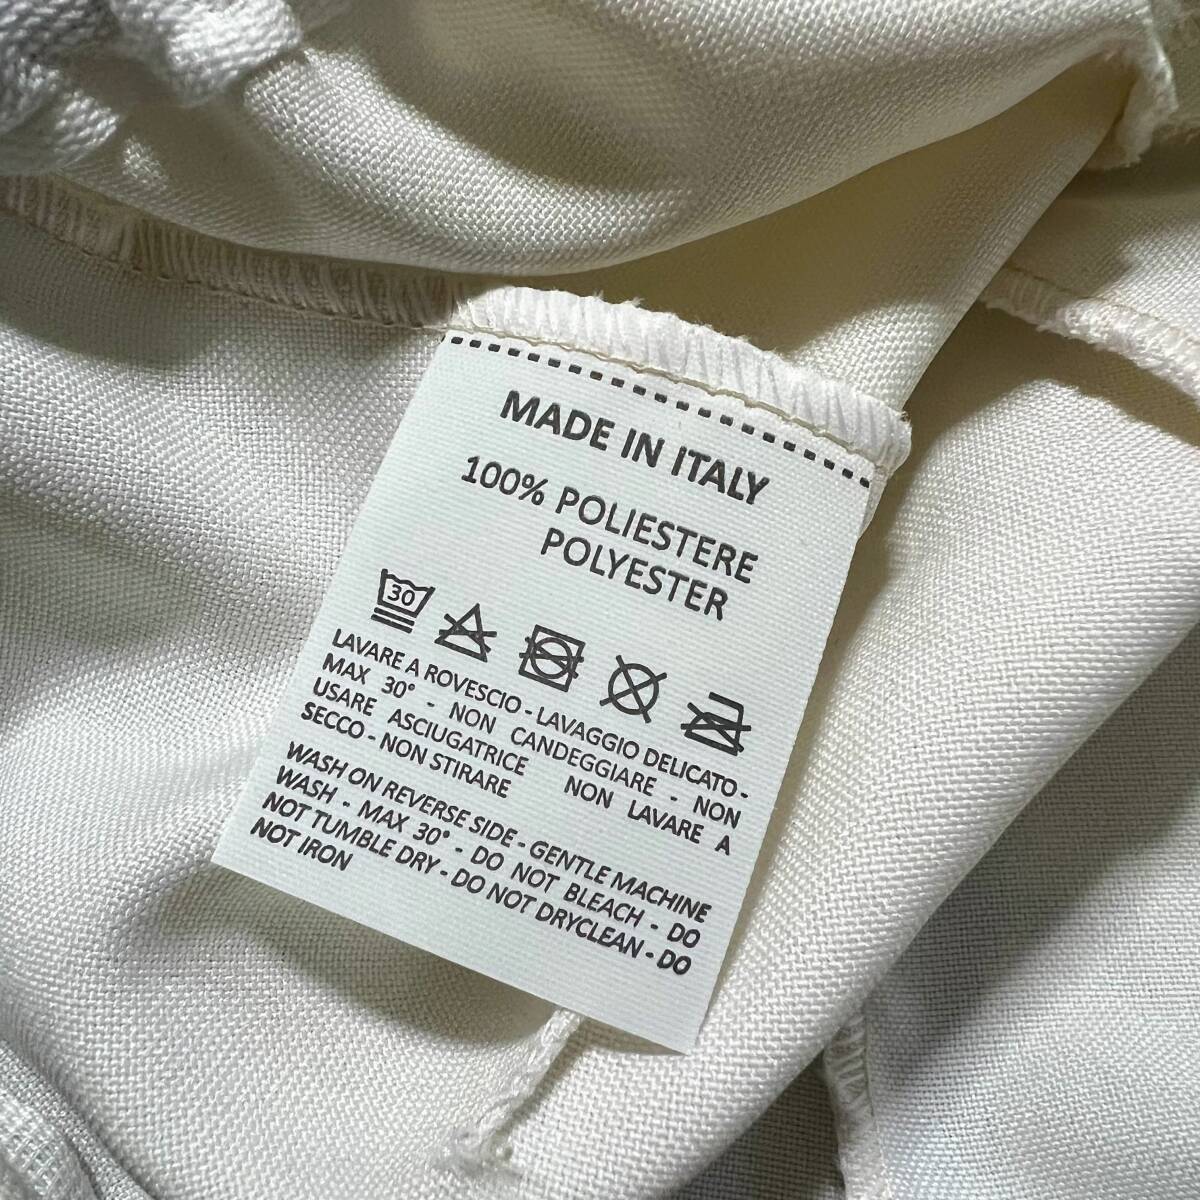 MADE IN ITALY
100% POLIESTERE
POLYESTER
30
LAVARE A ROVESCIO - LAVAGGIO DELICATO -
MAX 30° - NON CANDEGGIARE - NON
USARE ASCIUGATRICE NON LAVARE A
SECCO - NON STIRARE
WASH ON REVERSE SIDE - GENTLE MACHINE
WASH - MAX 30° - DO NOT BLEACH - DO
NOT TUMBLE DRY - DO NOT DRYCLEAN - DO
NOT IRON